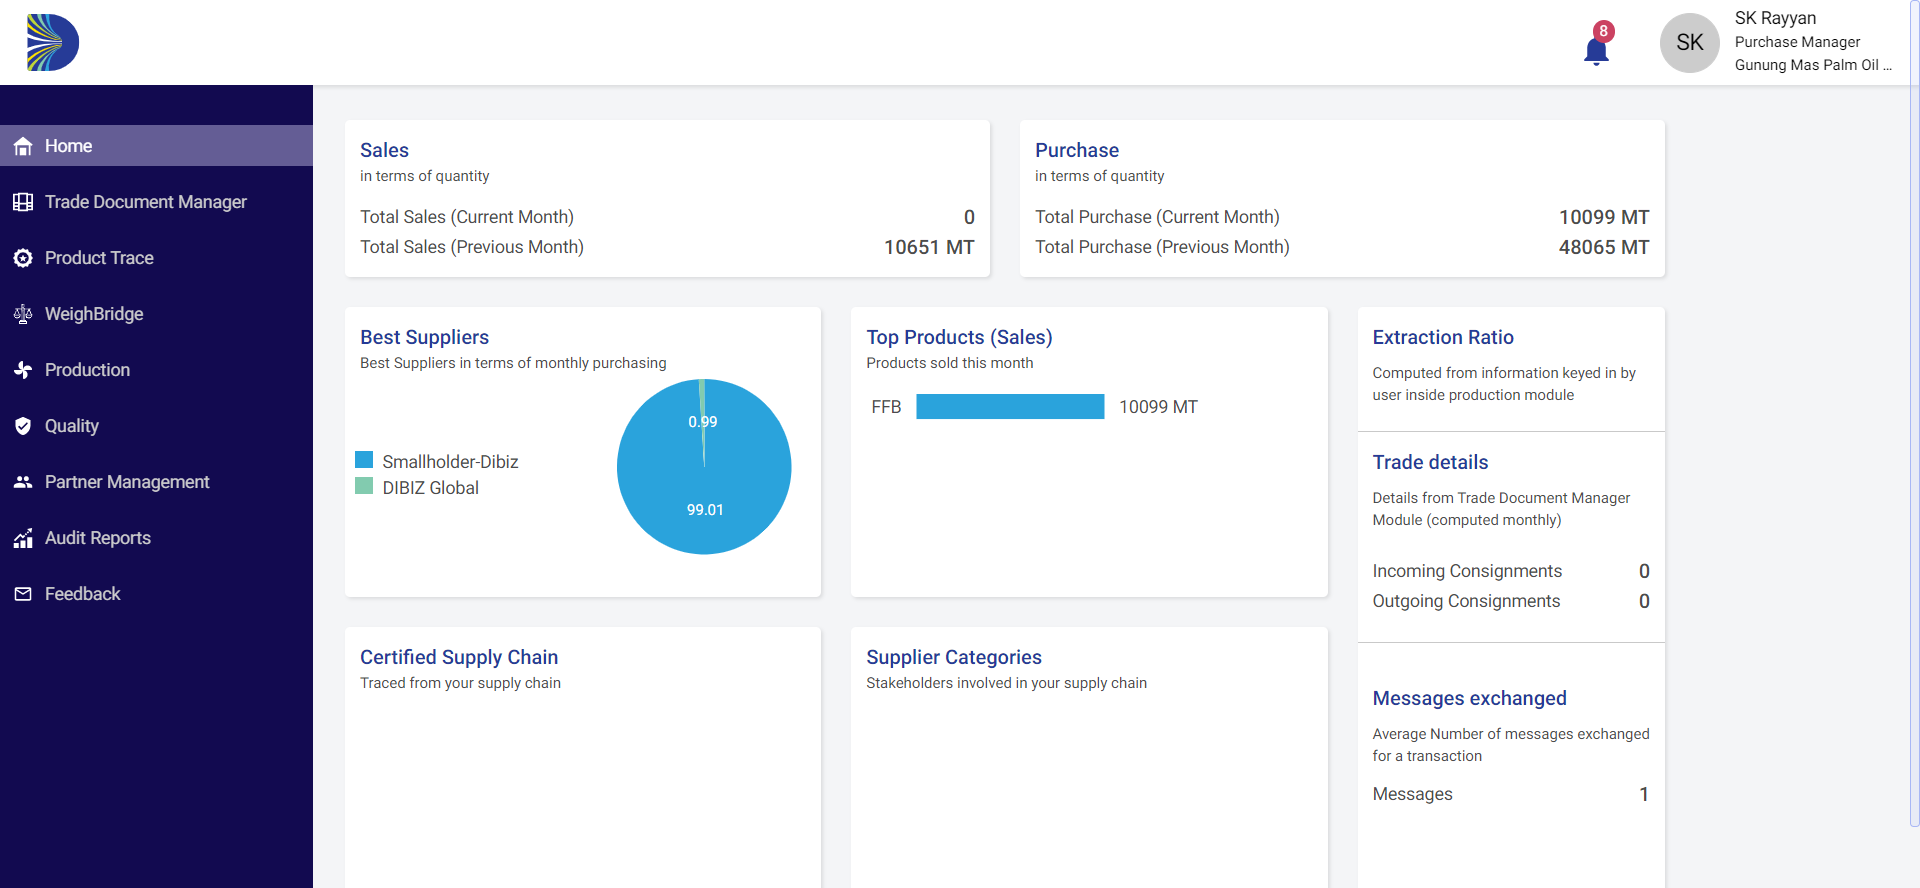 8
SK
SK Rayyan
Purchase Manager
Gunung Mas Palm Oil ...
Home
Trade Document Manager
Product Trace
WeighBridge
Production
Quality
Partner Management
Audit Reports
Feedback
Sales
in terms of quantity
Total Sales (Current Month) 0
Total Sales (Previous Month) 10651 MT
Purchase
in terms of quantity
Total Purchase (Current Month) 10099 MT
Total Purchase (Previous Month) 48065 MT
Best Suppliers
Best Suppliers in terms of monthly purchasing
Smallholder-Dibiz
DIBIZ Global
0.99
99.01
Top Products (Sales)
Products sold this month
FFB 10099 MT
Extraction Ratio
Computed from information keyed in by
user inside production module
Trade details
Details from Trade Document Manager
Module (computed monthly)
Incoming Consignments 0
Outgoing Consignments 0
Messages exchanged
Average Number of messages exchanged
for a transaction
Messages 1
Certified Supply Chain
Traced from your supply chain
Supplier Categories
Stakeholders involved in your supply chain